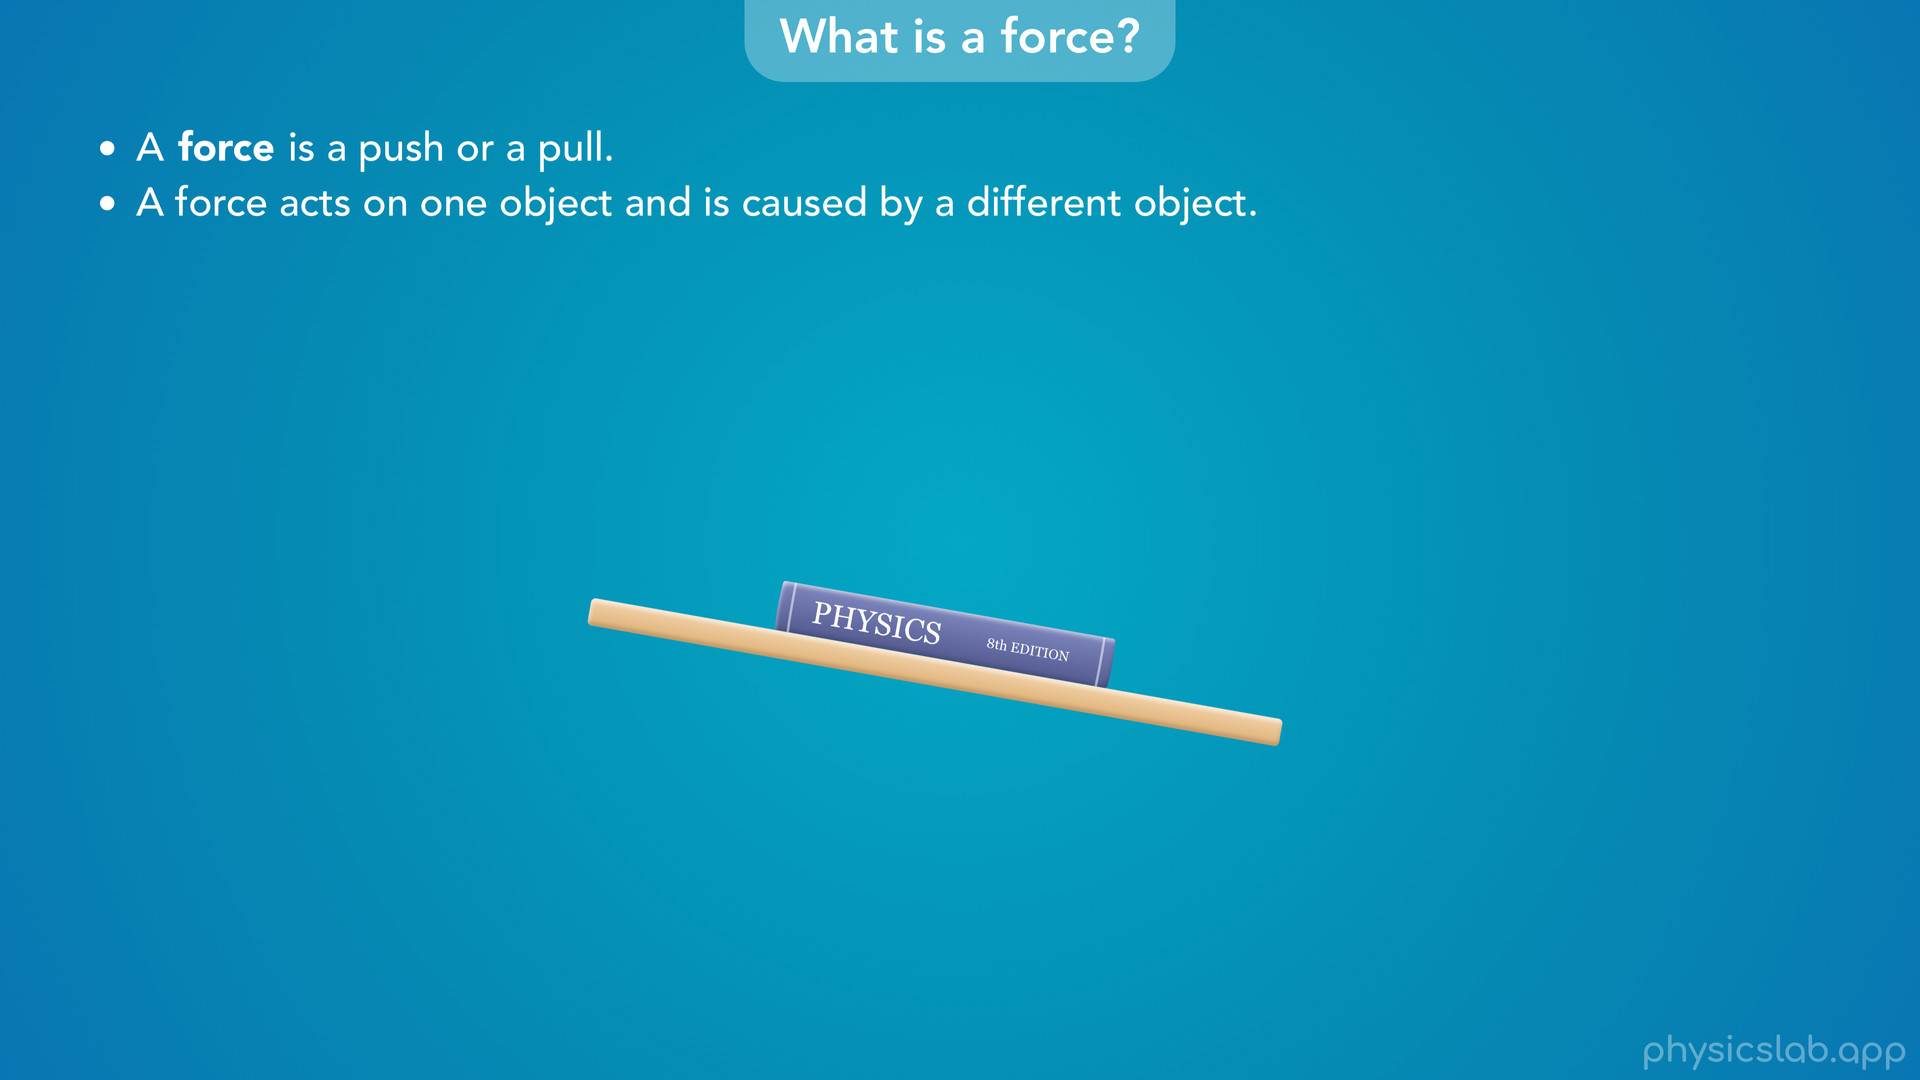 What is a force?
• A force is a push or a pull.
• A force acts on one object and is caused by a different object.
PHYSICS
8th EDITION
physicslab.app